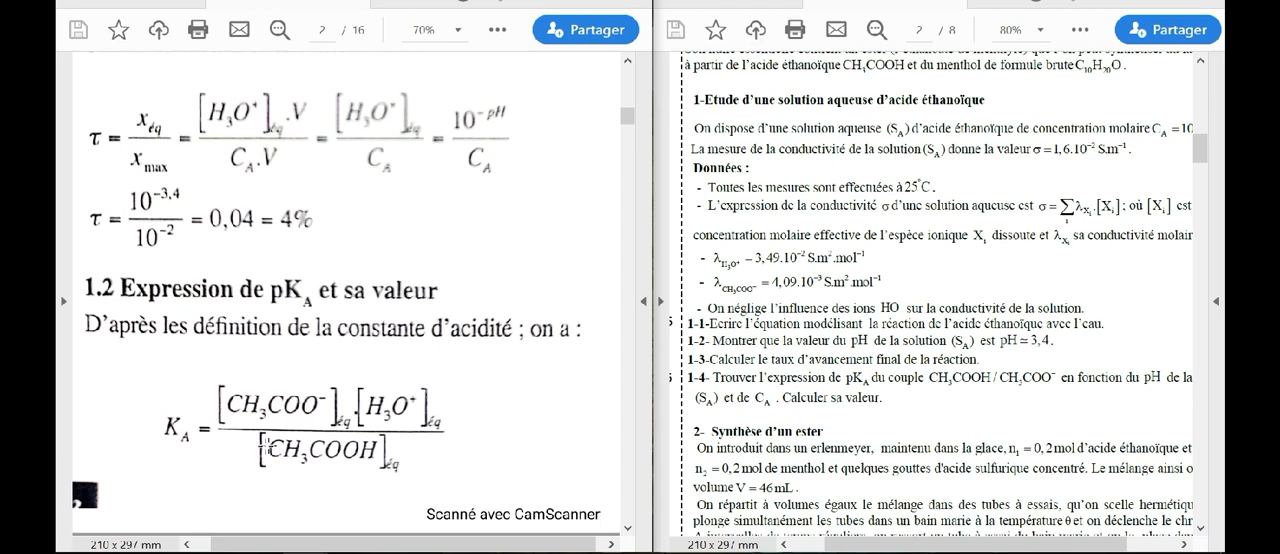 2 / 16
70%
Partager
τ = x_éq / x_max = [H₃O⁺]_éq .V / C_A.V = [H₃O⁺]_éq / C_A = 10^-pH / C_A
τ = 10^-3,4 / 10^-2 = 0,04 = 4%
1.2 Expression de pK_A et sa valeur
D'après les définition de la constante d'acidité ; on a :
K_A = [CH₃COO⁻]_éq.[H₃O⁺]_éq / [CH₃COOH]_éq
Scanné avec CamScanner
210 x 297 mm
2 / 8
80%
Partager
à partir de l'acide éthanoïque CH₃COOH et du menthol de formule brute C₁₀H₂₀O .
1-Etude d'une solution aqueuse d'acide éthanoïque
On dispose d'une solution aqueuse (S_A) d'acide éthanoïque de concentration molaire C_A = 10
La mesure de la conductivité de la solution (S_A) donne la valeur σ = 1,6.10⁻² S.m⁻¹ .
Données :
- Toutes les mesures sont effectuées à 25°C .
- L'expression de la conductivité σ d'une solution aqueuse est σ = ∑λ_Xi.[X_i] ; où [X_i] est
concentration molaire effective de l'espèce ionique X_i dissoute et λ_Xi sa conductivité molair
- λ_H₃O⁺ = 3,49.10⁻² S.m².mol⁻¹
- λ_CH₃COO⁻ = 4,09.10⁻³ S.m².mol⁻¹
- On néglige l'influence des ions HO sur la conductivité de la solution.
1-1-Ecrire l'équation modélisant la réaction de l'acide éthanoïque avec l'eau.
1-2- Montrer que la valeur du pH de la solution (S_A) est pH ≃ 3,4 .
1-3-Calculer le taux d'avancement final de la réaction.
1-4- Trouver l'expression de pK_A du couple CH₃COOH / CH₃COO⁻ en fonction du pH de la
(S_A) et de C_A . Calculer sa valeur.
2- Synthèse d'un ester
On introduit dans un erlenmeyer, maintenu dans la glace, n₁ = 0,2 mol d'acide éthanoïque et
n₂ = 0,2 mol de menthol et quelques gouttes d'acide sulfurique concentré. Le mélange ainsi o
volume V = 46 mL .
On répartit à volumes égaux le mélange dans des tubes à essais, qu'on scelle hermétiqu
plonge simultanément les tubes dans un bain marie à la température θ et on déclenche le chr
210 x 297 mm